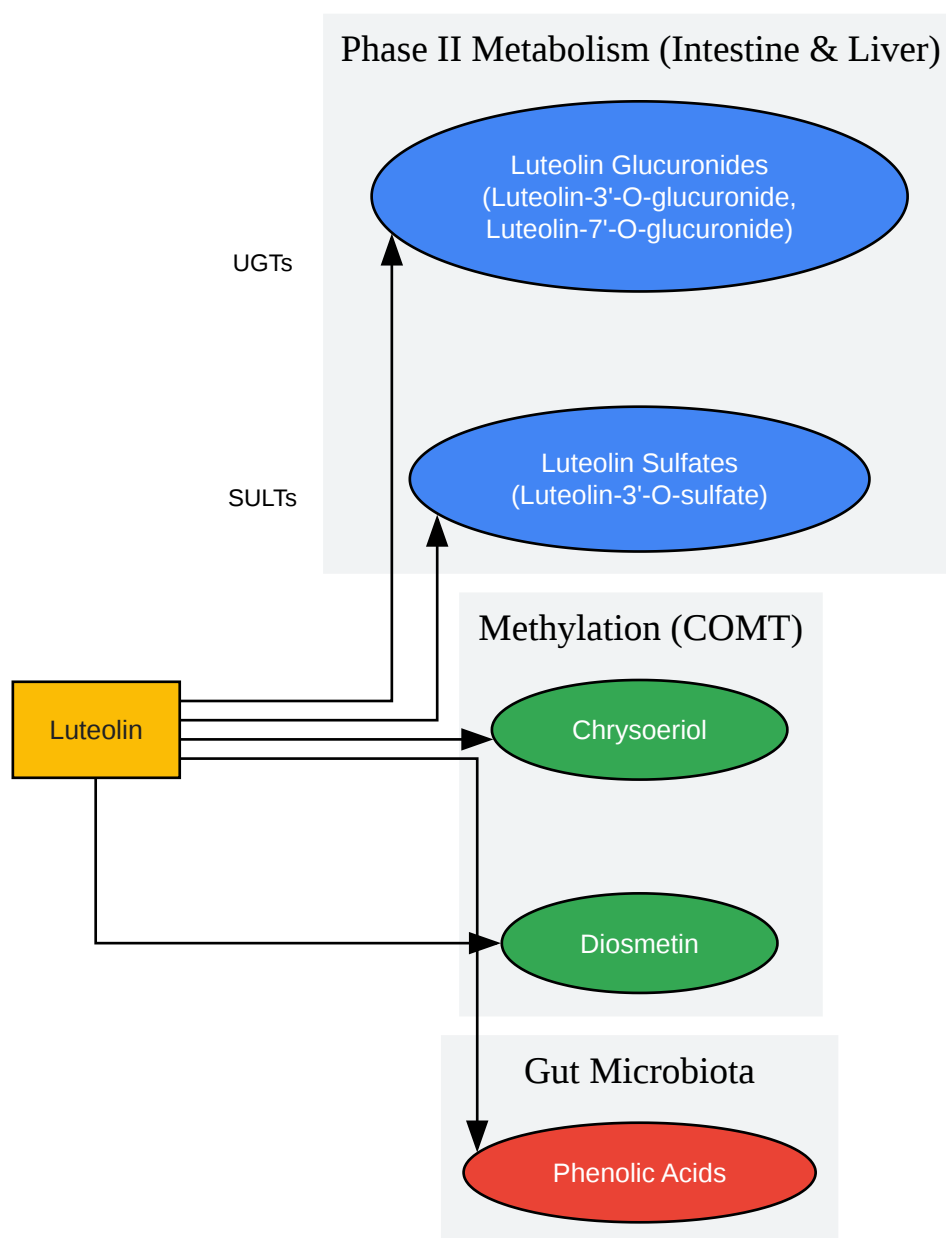 Phase II Metabolism (Intestine & Liver)
Luteolin Glucuronides
(Luteolin-3'-O-glucuronide,
Luteolin-7'-O-glucuronide)
UGTs
Luteolin Sulfates
(Luteolin-3'-O-sulfate)
SULTs
Methylation (COMT)
Luteolin
Chrysoeriol
Diosmetin
Gut Microbiota
Phenolic Acids